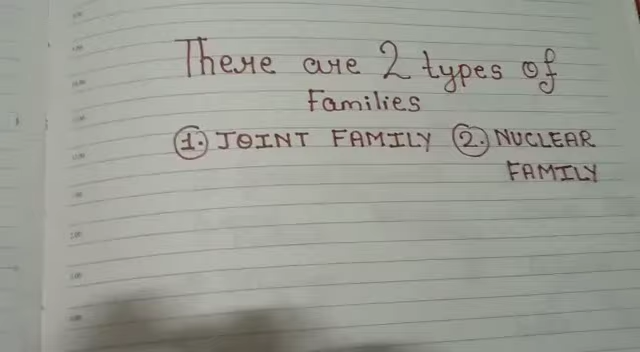 There are 2 types of
Families
1. JOINT FAMILY 2. NUCLEAR
FAMILY